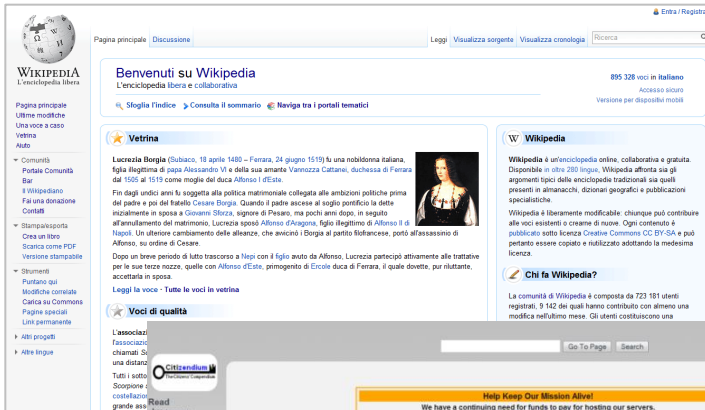 Entra / Registra
Pagina principale Discussione
Leggi Visualizza sorgente Visualizza cronologia Ricerca
WIKIPEDIA
L'enciclopedia libera
Pagina principale
Ultime modifiche
Una voce a caso
Vetrina
Aiuto
Comunità
Portale Comunità
Bar
Il Wikipediano
Fai una donazione
Contatti
Stampa/esporta
Crea un libro
Scarica come PDF
Versione stampabile
Strumenti
Puntano qui
Modifiche correlate
Carica su Commons
Pagine speciali
Link permanente
Altri progetti
Altre lingue
Benvenuti su Wikipedia
L'enciclopedia libera e collaborativa
895 328 voci in italiano
Accesso sicuro
Versione per dispositivi mobili
Sfoglia l'indice Consulta il sommario Naviga tra i portali tematici
Vetrina
Lucrezia Borgia (Subiaco, 18 aprile 1480 – Ferrara, 24 giugno 1519) fu una nobildonna italiana,
figlia illegittima di papa Alessandro VI e della sua amante Vannozza Cattanei, duchessa di Ferrara
dal 1505 al 1519 come moglie del duca Alfonso I d'Este.
Fin dagli undici anni fu soggetta alla politica matrimoniale collegata alle ambizioni politiche prima
del padre e poi del fratello Cesare Borgia. Quando il padre ascese al soglio pontificio la dette
inizialmente in sposa a Giovanni Sforza, signore di Pesaro, ma pochi anni dopo, in seguito
all'annullamento del matrimonio, Lucrezia sposò Alfonso d'Aragona, figlio illegittimo di Alfonso II di
Napoli. Un ulteriore cambiamento delle alleanze, che avvicinò i Borgia al partito filofrancese, portò all'assassinio di
Alfonso, su ordine di Cesare.
Dopo un breve periodo di lutto trascorso a Nepi con il figlio avuto da Alfonso, Lucrezia partecipò attivamente alle trattative
per le sue terze nozze, quelle con Alfonso d'Este, primogenito di Ercole duca di Ferrara, il quale dovette, pur riluttante,
accettarla in sposa.
Leggi la voce · Tutte le voci in vetrina
Voci di qualità
L'associazi
l'associazio
chiamati Sc
una distanz
Tutti i sotto
Scorpione
costellazion
grande ass
W Wikipedia
Wikipedia è un'enciclopedia online, collaborativa e gratuita.
Disponibile in oltre 280 lingue, Wikipedia affronta sia gli
argomenti tipici delle enciclopedie tradizionali sia quelli
presenti in almanacchi, dizionari geografici e pubblicazioni
specialistiche.
Wikipedia è liberamente modificabile: chiunque può contribuire
alle voci esistenti o crearne di nuove. Ogni contenuto è
pubblicato sotto licenza Creative Commons CC BY-SA e può
pertanto essere copiato e riutilizzato adottando la medesima
licenza.
Chi fa Wikipedia?
La comunità di Wikipedia è composta da 723 181 utenti
registrati, 9 142 dei quali hanno contribuito con almeno una
modifica nell'ultimo mese. Gli utenti costituiscono una
Go To Page Search
Citizendium
The Citizens' Compendium
Read
Help Keep Our Mission Alive!
We have a continuing need for funds to pay for hosting our servers.